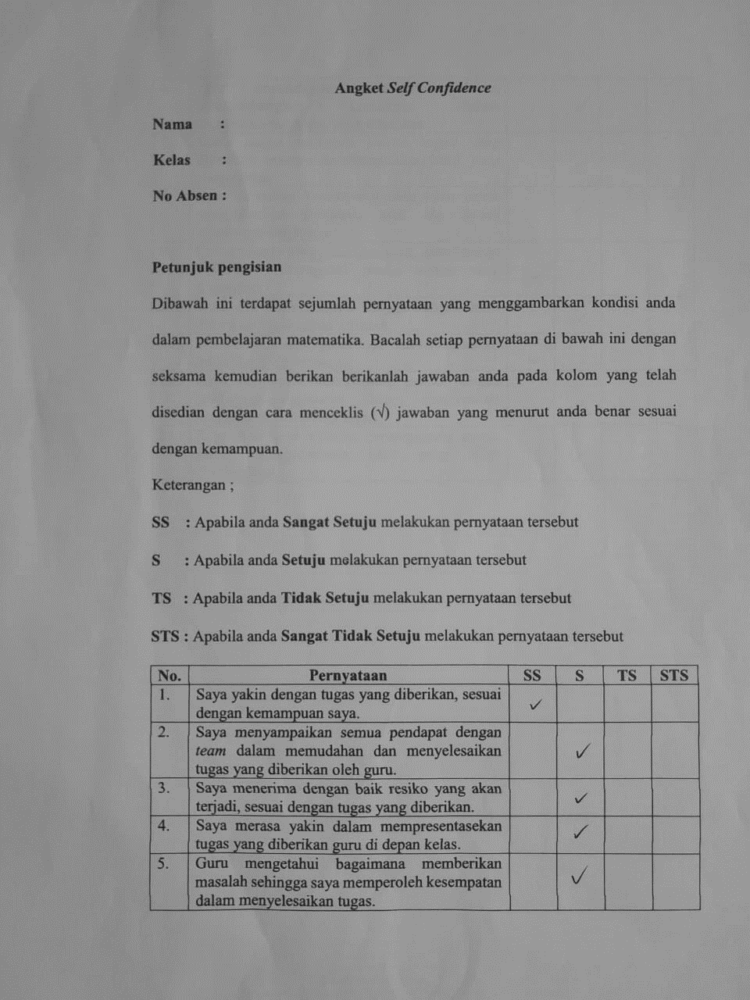 Angket Self Confidence
Nama :
Kelas :
No Absen :
Petunjuk pengisian
Dibawah ini terdapat sejumlah pernyataan yang menggambarkan kondisi anda
dalam pembelajaran matematika. Bacalah setiap pernyataan di bawah ini dengan
seksama kemudian berikan berikanlah jawaban anda pada kolom yang telah
disedian dengan cara menceklis (√) jawaban yang menurut anda benar sesuai
dengan kemampuan.
Keterangan ;
SS : Apabila anda Sangat Setuju melakukan pernyataan tersebut
S : Apabila anda Setuju melakukan pernyataan tersebut
TS : Apabila anda Tidak Setuju melakukan pernyataan tersebut
STS : Apabila anda Sangat Tidak Setuju melakukan pernyataan tersebut
No. Pernyataan SS S TS STS
1. Saya yakin dengan tugas yang diberikan, sesuai
dengan kemampuan saya. ✓
2. Saya menyampaikan semua pendapat dengan
team dalam memudahan dan menyelesaikan ✓
tugas yang diberikan oleh guru.
3. Saya menerima dengan baik resiko yang akan
terjadi, sesuai dengan tugas yang diberikan. ✓
4. Saya merasa yakin dalam mempresentasekan ✓
tugas yang diberikan guru di depan kelas.
5. Guru mengetahui bagaimana memberikan
masalah sehingga saya memperoleh kesempatan ✓
dalam menyelesaikan tugas.